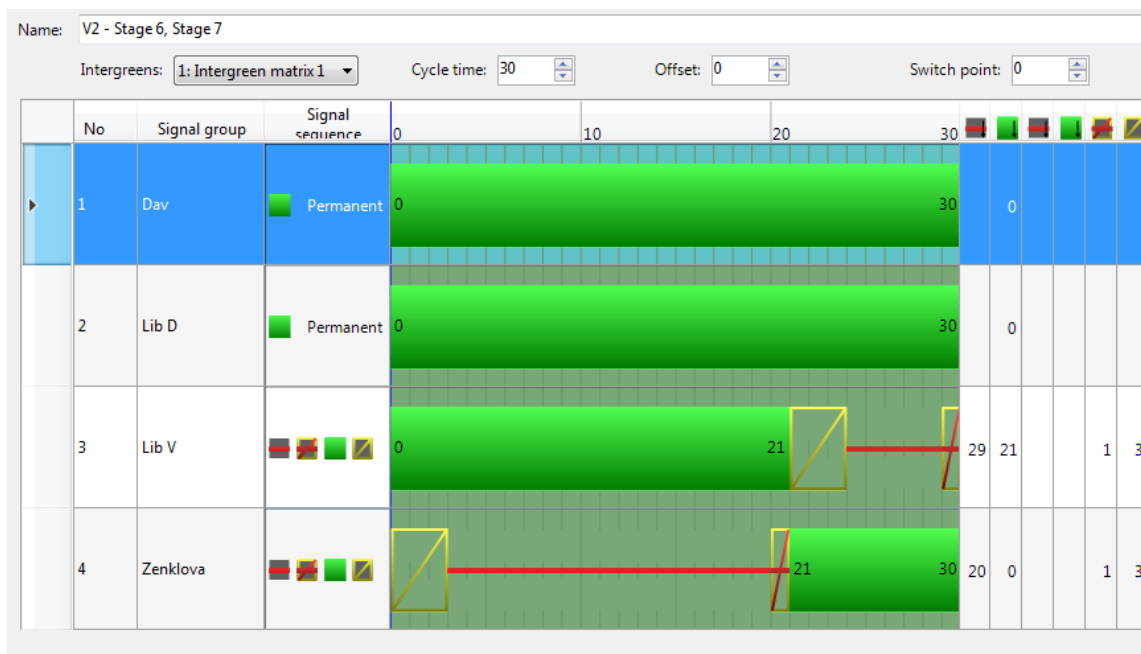 Name: V2 - Stage 6, Stage 7
Intergreens: 1: Intergreen matrix 1 Cycle time: 30 Offset: 0 Switch point: 0
No Signal group Signal sequence 0 10 20 30
1 Dav Permanent 0 30 0
2 Lib D Permanent 0 30 0
3 Lib V 0 21 29 21 1 3
4 Zenklova 21 30 20 0 1 3